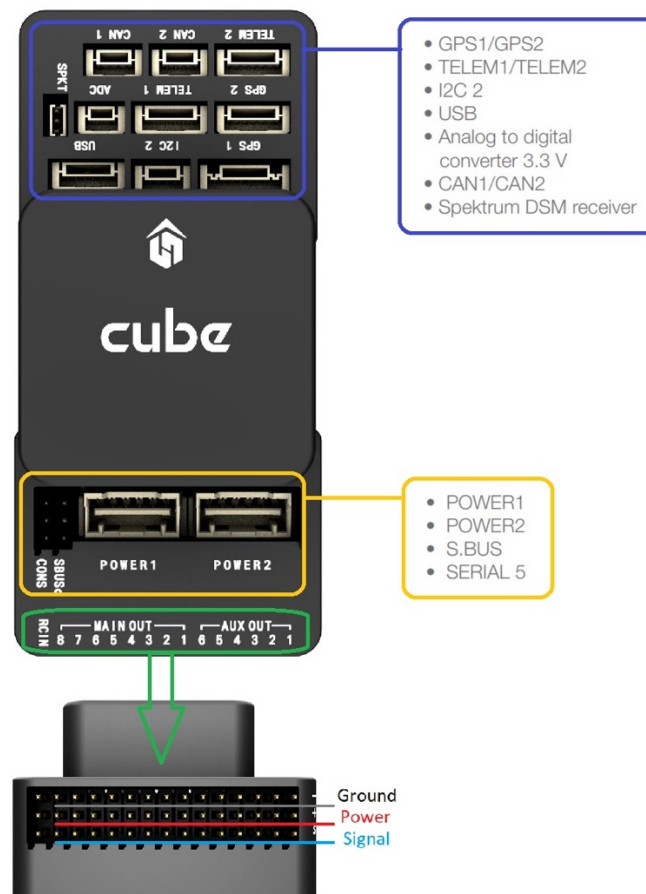 CAN 1 CAN 2 TELEM 2
SPKT ADC TELEM 1 GPS 2
USB I2C 2 GPS 1
• GPS1/GPS2
• TELEM1/TELEM2
• I2C 2
• USB
• Analog to digital
converter 3.3 V
• CAN1/CAN2
• Spektrum DSM receiver
cube
CONS SBUSo POWER1 POWER2
• POWER1
• POWER2
• S.BUS
• SERIAL 5
RCIN MAIN OUT AUX OUT
8 7 6 5 4 3 2 1 6 5 4 3 2 1
- Ground
+ Power
S Signal